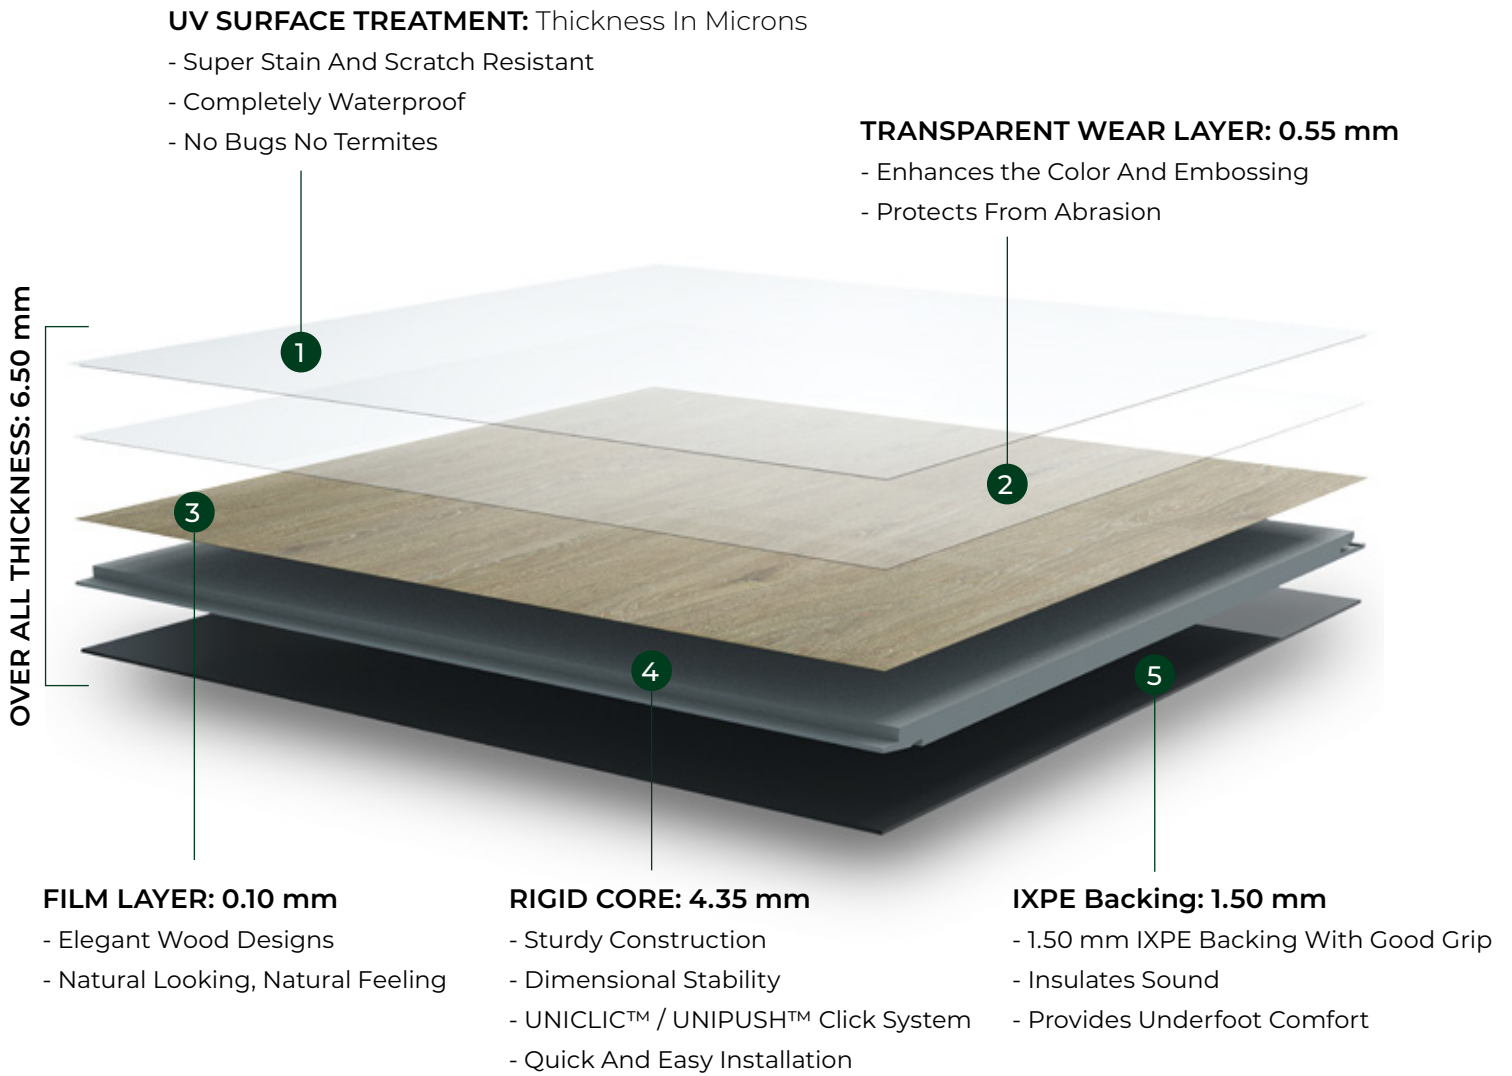 UV SURFACE TREATMENT: Thickness In Microns
- Super Stain And Scratch Resistant
- Completely Waterproof
- No Bugs No Termites
TRANSPARENT WEAR LAYER: 0.55 mm
- Enhances the Color And Embossing
- Protects From Abrasion
OVER ALL THICKNESS: 6.50 mm
1
2
3
4
5
FILM LAYER: 0.10 mm
- Elegant Wood Designs
- Natural Looking, Natural Feeling
RIGID CORE: 4.35 mm
- Sturdy Construction
- Dimensional Stability
- UNICLIC™ / UNIPUSH™ Click System
- Quick And Easy Installation
IXPE Backing: 1.50 mm
- 1.50 mm IXPE Backing With Good Grip
- Insulates Sound
- Provides Underfoot Comfort